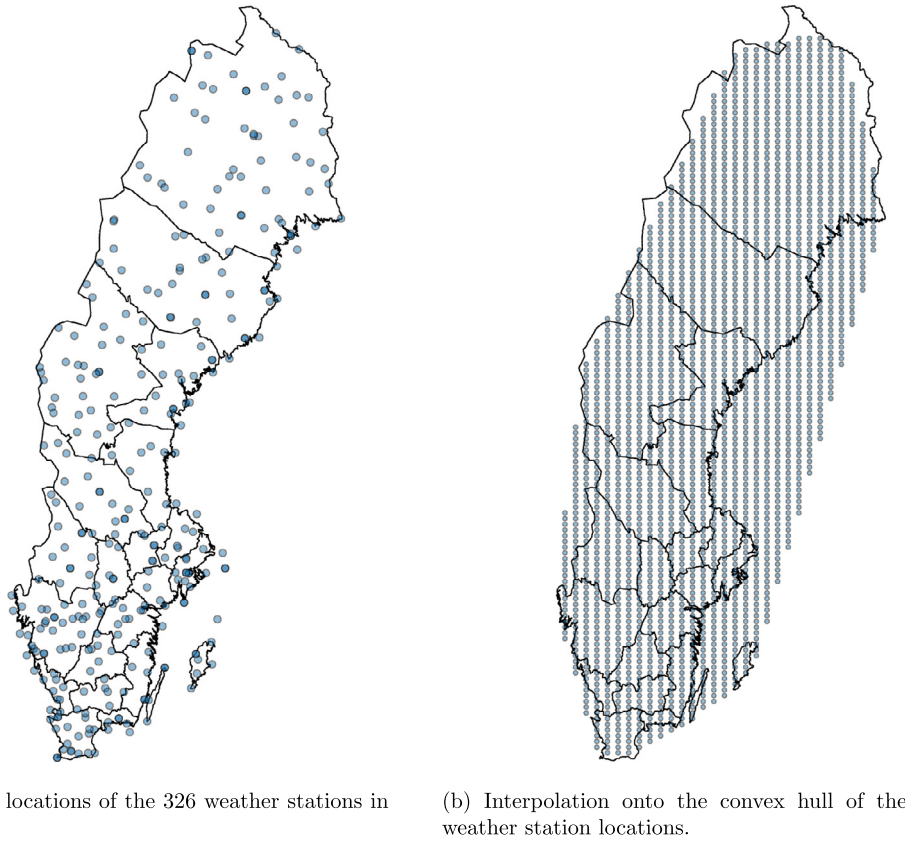 locations of the 326 weather stations in
(b) Interpolation onto the convex hull of the
weather station locations.